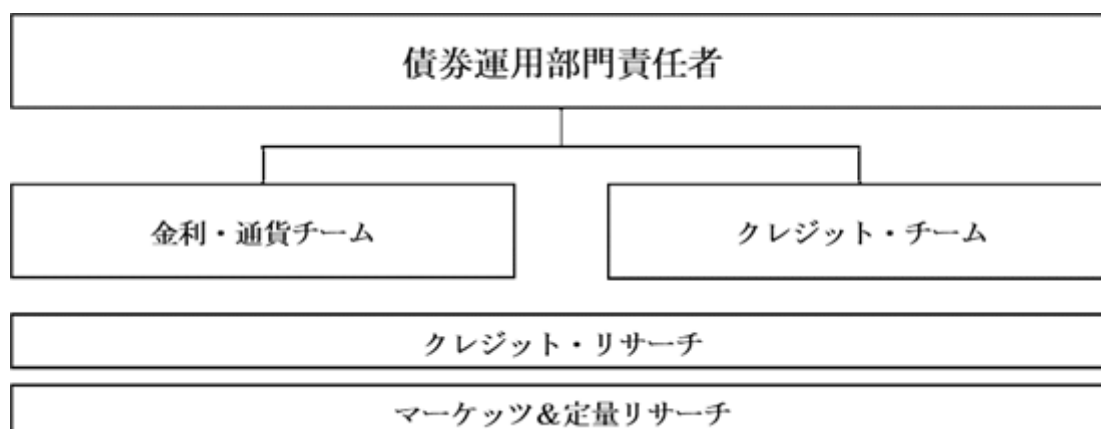 債券運用部門責任者
金利・通貨チーム
クレジット・チーム
クレジット・リサーチ
マーケッツ&定量リサーチ